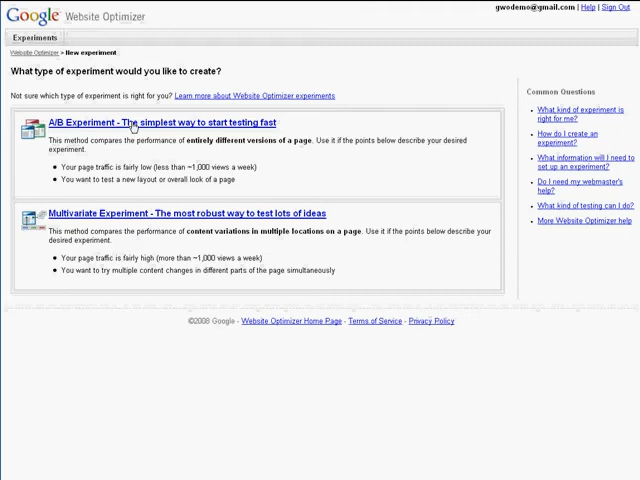 gwodemo@gmail.com | Help | Sign Out
Google Website Optimizer
Experiments
Website Optimizer > New experiment
What type of experiment would you like to create?
Not sure which type of Experiment is right for you? Learn more about Website Optimizer experiments
A/B Experiment - The simplest way to start testing fast
This method compares the performance of entirely different versions of a page. Use it if the points below describe your desired
experiment.
Your page traffic is fairly low (less than ~1,000 views a week)
You want to test a new layout or overall look of a page
Multivariate Experiment - The most robust way to test lots of ideas
This method compares the performance of content variations in multiple locations on a page. Use it if the points below describe your
desired experiment.
Your page traffic is fairly high (more than ~1,000 views a week)
You want to try multiple content changes in different parts of the page simultaneously
Common Questions
What kind of experiment is
right for me?
How do I create an
experiment?
What information will I need to
set up an experiment?
Do I need my webmaster's
help?
What kind of testing can I do?
More Website Optimizer help
©2008 Google - Website Optimizer Home Page - Terms of Service - Privacy Policy